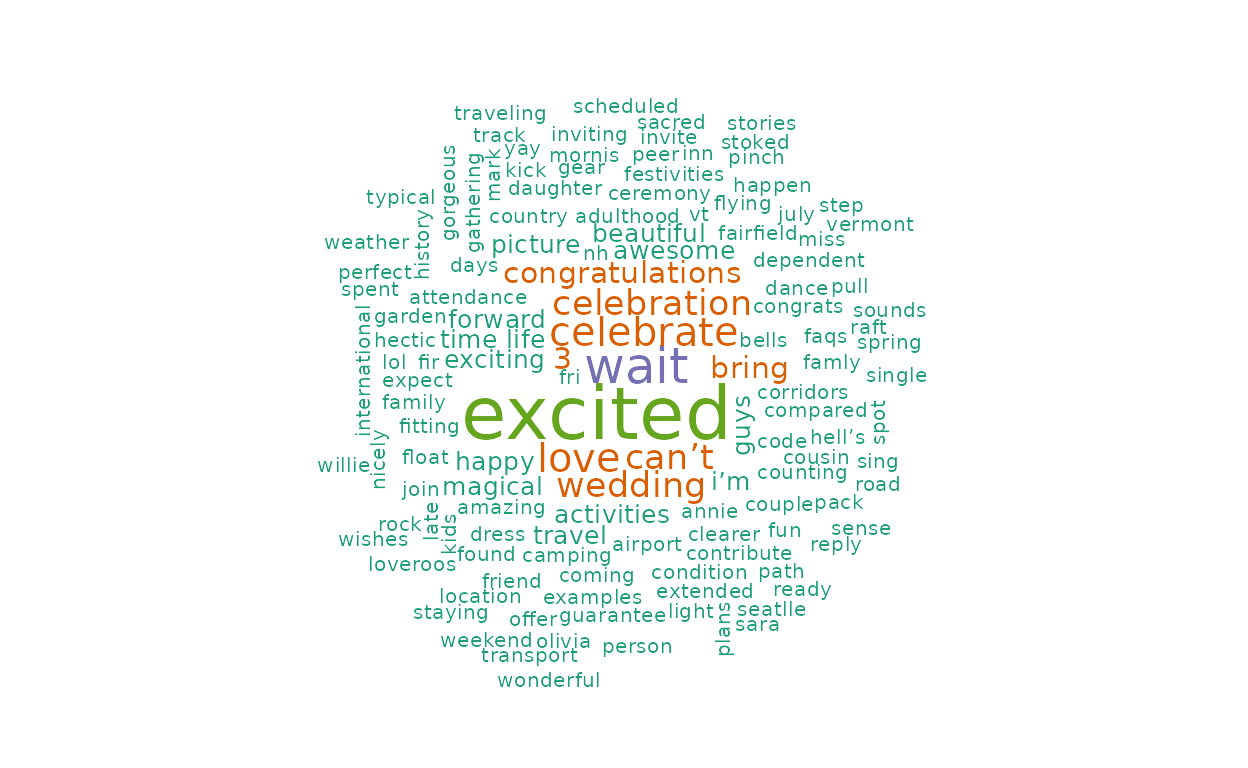 scheduled
traveling
sacred
stories
track
inviting
invite
stoked
yay
mornis
peer
inn
pinch
gorgeous
gathering
mark
kick
gear
festivities
daughter
ceremony
happen
typical
flying
step
country
adulthood
vt
july
vermont
history
weather
picture
beautiful
fairfield
miss
nh
awesome
perfect
days
congratulations
dependent
spent
attendance
celebration
dance
pull
congrats
sounds
international
garden
forward
celebrate
raft
hectic
time
life
bells
faqs
spring
lol
fir
exciting
3
wait
bring
famly
expect
fri
single
family
excited
guys
corridors
compared
spot
fitting
code
hell’s
willie
nicely
float
happy
love
can’t
cousin
sing
counting
join
magical
wedding
i’m
road
late
kids
amazing
activities
annie
couple
pack
rock
wishes
dress
travel
clearer
fun
sense
found
camping
airport
contribute
reply
loveroos
friend
coming
condition
path
location
examples
extended
ready
staying
offer
guarantee
light
plans
seatlle
sara
weekend
olivia
person
transport
wonderful